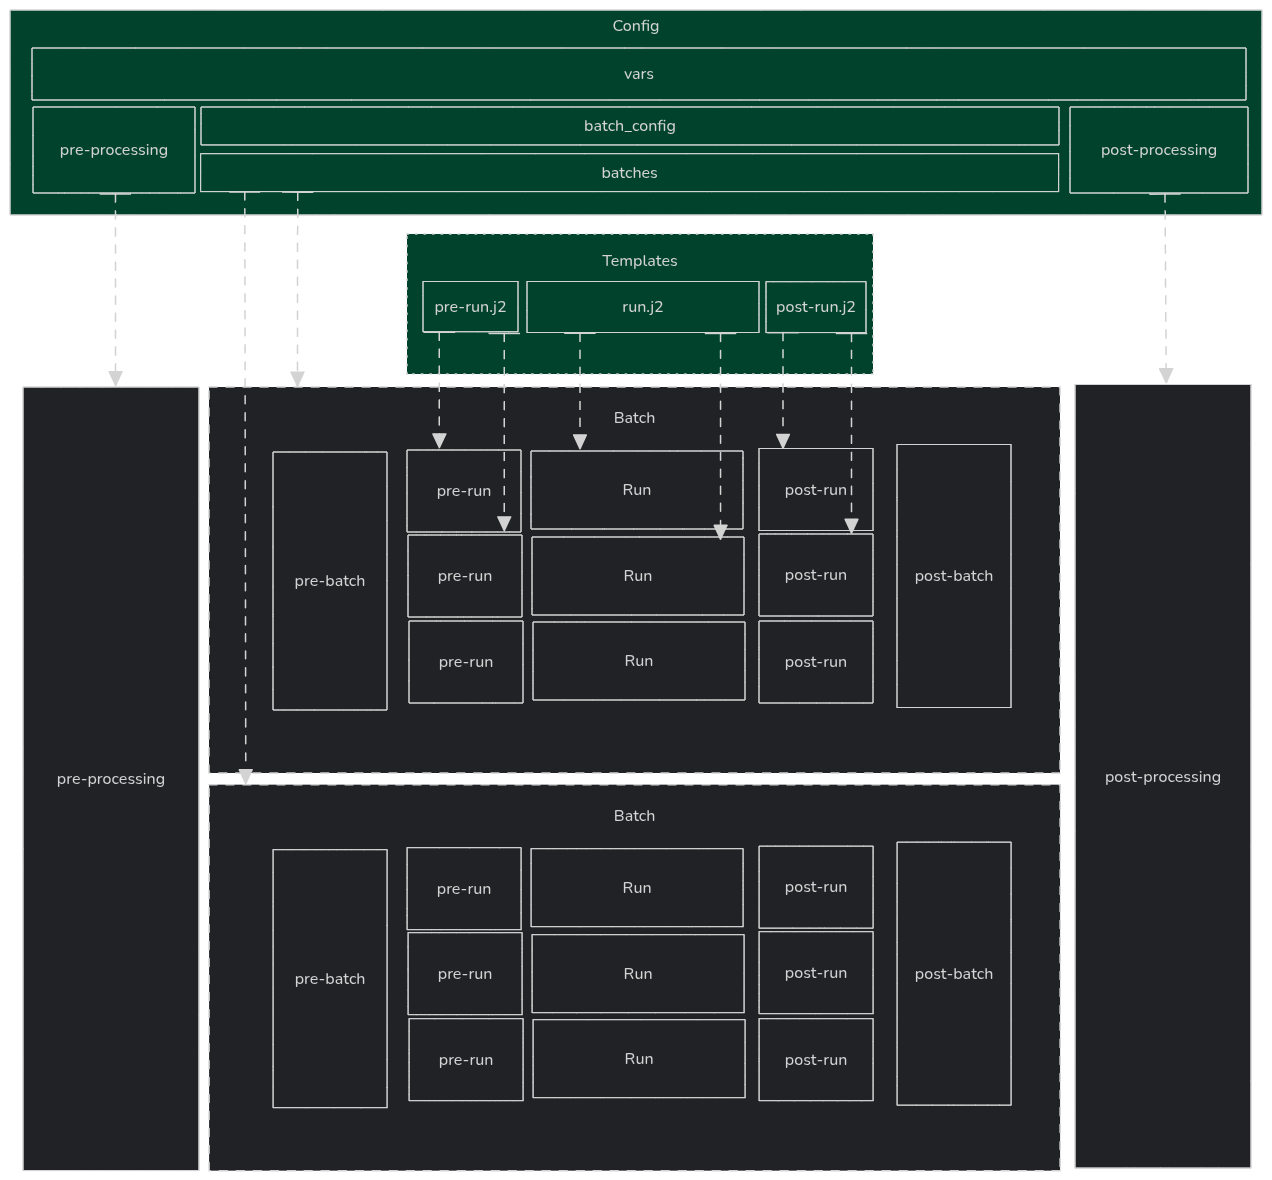 Config
vars
pre-processing
batch_config
post-processing
batches
Templates
pre-run.j2
run.j2
post-run.j2
Batch
pre-run
Run
post-run
pre-batch
pre-run
Run
post-run
post-batch
pre-run
Run
post-run
pre-processing
post-processing
Batch
pre-run
Run
post-run
pre-batch
pre-run
Run
post-run
post-batch
pre-run
Run
post-run